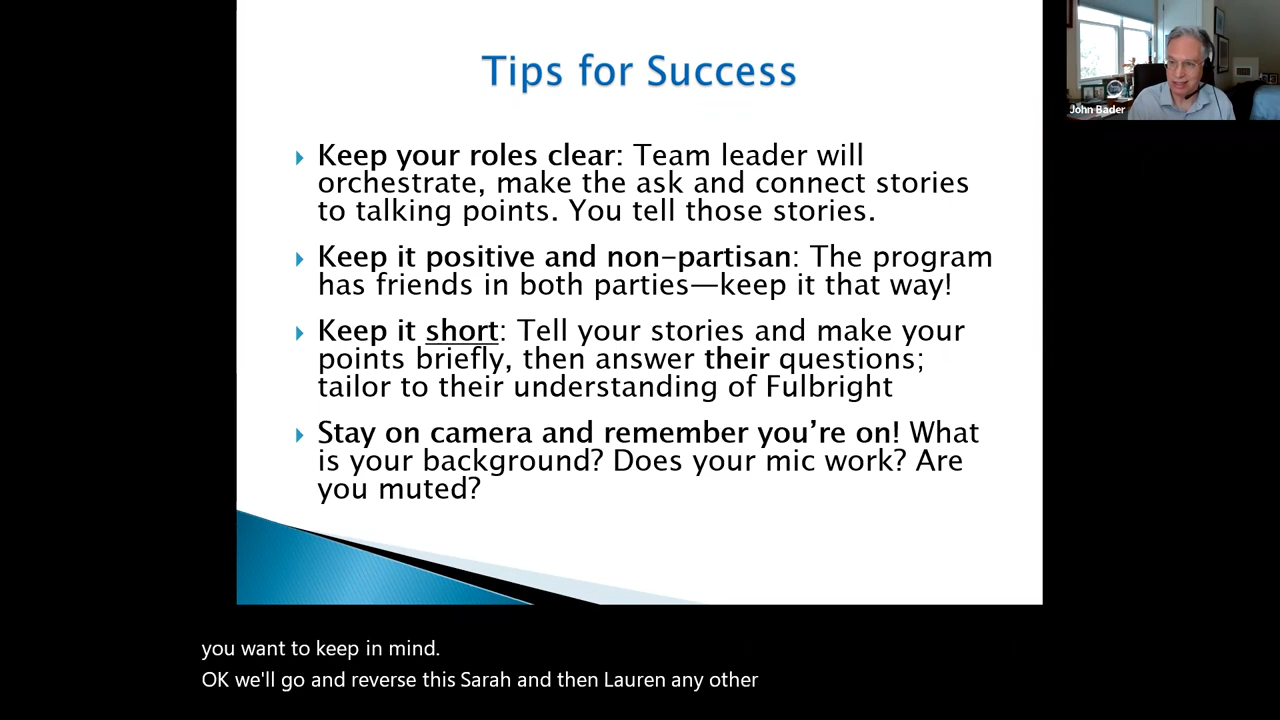 Tips for Success
John Bader
Keep your roles clear: Team leader will
orchestrate, make the ask and connect stories
to talking points. You tell those stories.
Keep it positive and non-partisan: The program
has friends in both parties—keep it that way!
Keep it short: Tell your stories and make your
points briefly, then answer their questions;
tailor to their understanding of Fulbright
Stay on camera and remember you’re on! What
is your background? Does your mic work? Are
you muted?
you want to keep in mind.
OK we'll go and reverse this Sarah and then Lauren any other